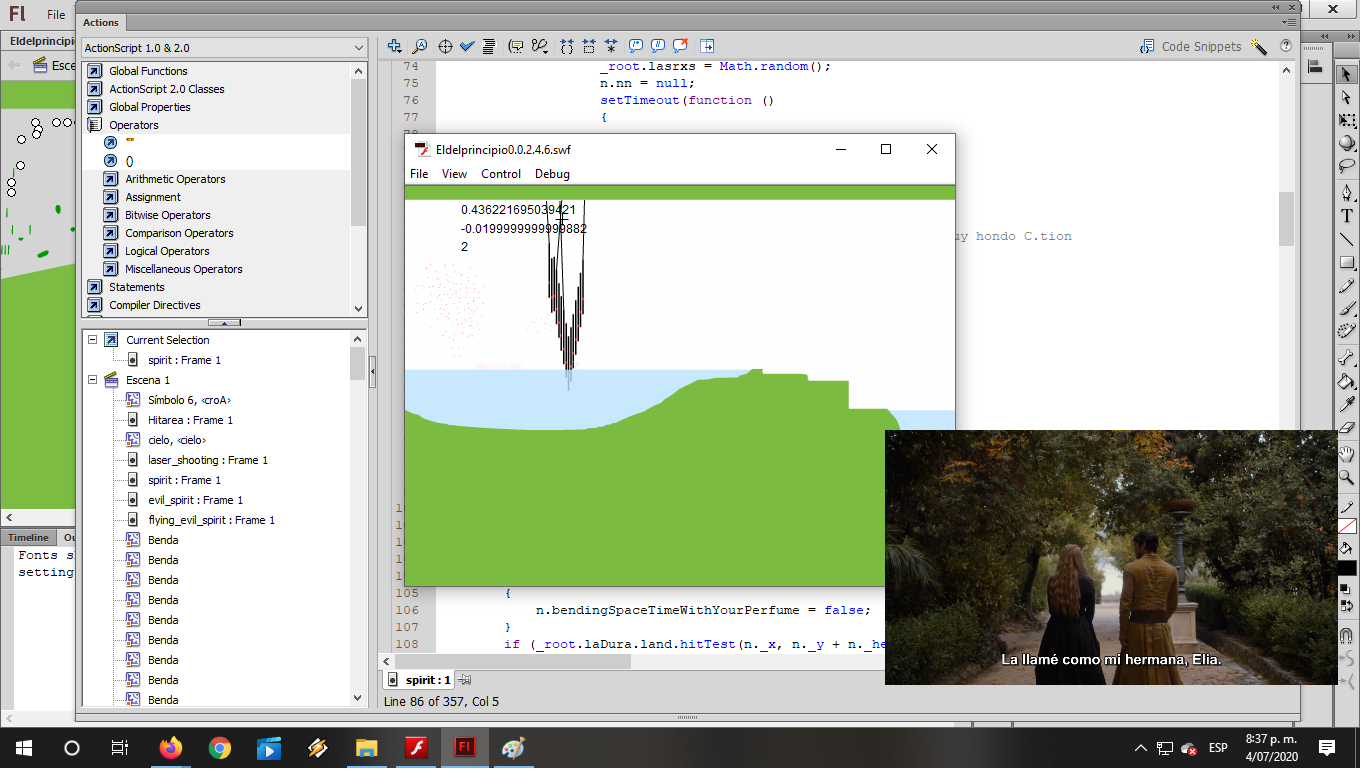 Fl File
Actions
Eldelprincipio
ActionScript 1.0 & 2.0
Code Snippets
Esce
Global Functions
ActionScript 2.0 Classes
Global Properties
Operators
""
()
Arithmetic Operators
Assignment
Bitwise Operators
Comparison Operators
Logical Operators
Miscellaneous Operators
Statements
Compiler Directives
Current Selection
spirit : Frame 1
Escena 1
Símbolo 6, <croA>
Hitarea : Frame 1
cielo, <cielo>
laser_shooting : Frame 1
spirit : Frame 1
evil_spirit : Frame 1
flying_evil_spirit : Frame 1
Benda
Benda
Benda
Benda
Benda
Benda
Benda
Benda
Benda
Timeline
Fonts s
setting
74 _root.lasrxs = Math.random();
75 n.nn = null;
76 setTimeout(function ()
77 {
Eldelprincipio0.0.2.4.6.swf
File View Control Debug
0.436221695039421
-0.0199999999999882
2
uy hondo C.tion
105 {
106 n.bendingSpaceTimeWithYourPerfume = false;
107 }
108 if (_root.laDura.land.hitTest(n._x, n._y + n._he
La llamé como mi hermana, Elia.
spirit : 1
Line 86 of 357, Col 5
ESP
8:37 p. m.
4/07/2020